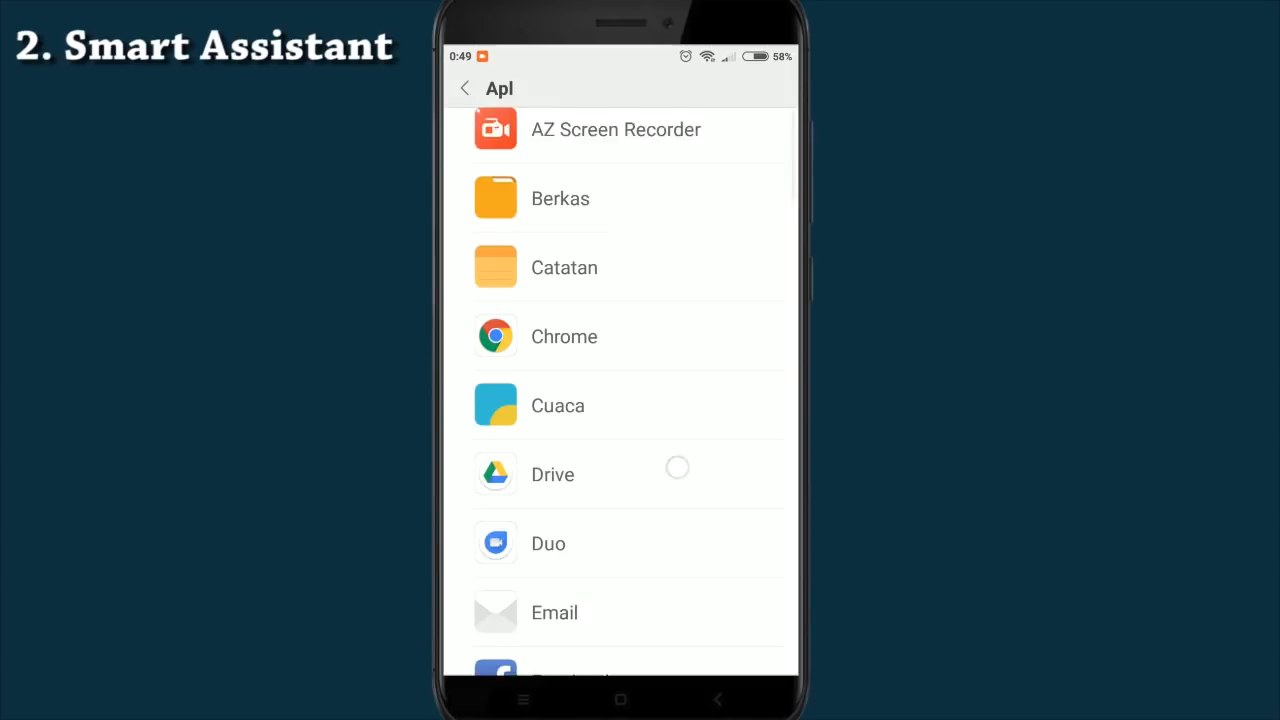 2. Smart Assistant
0:49
58%
Apl
AZ Screen Recorder
Berkas
Catatan
Chrome
Cuaca
Drive
Duo
Email